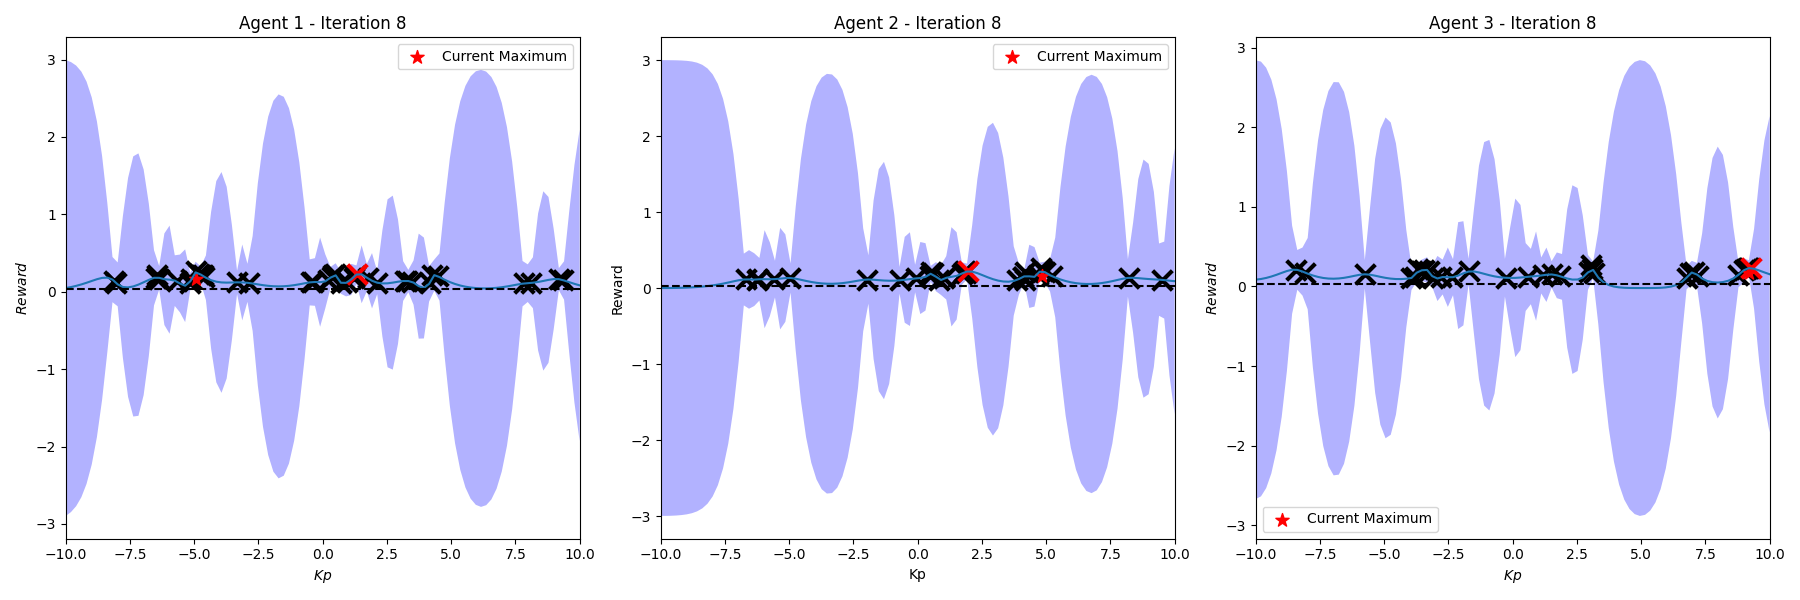 Agent 1 - Iteration 8
Reward
3
2
1
0
−1
−2
−3
−10.0 −7.5 −5.0 −2.5 0.0 2.5 5.0 7.5 10.0
Kp
Current Maximum
Agent 2 - Iteration 8
Reward
3
2
1
0
−1
−2
−3
−10.0 −7.5 −5.0 −2.5 0.0 2.5 5.0 7.5 10.0
Kp
Current Maximum
Agent 3 - Iteration 8
Reward
3
2
1
0
−1
−2
−3
−10.0 −7.5 −5.0 −2.5 0.0 2.5 5.0 7.5 10.0
Kp
Current Maximum